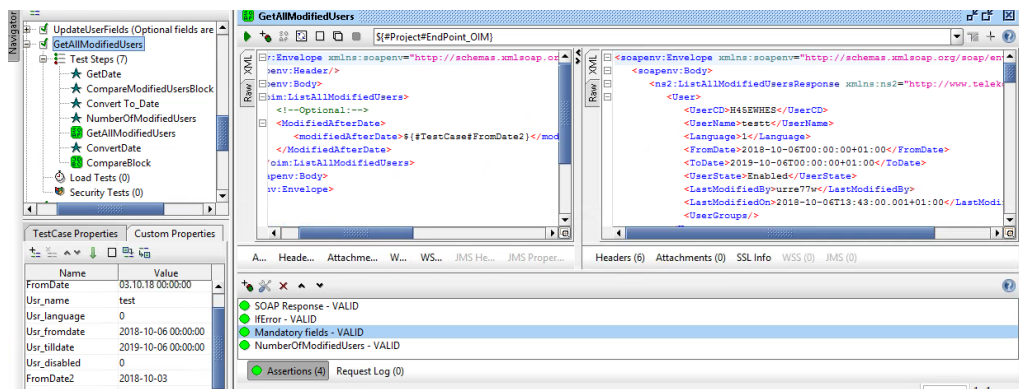 Navigator
UpdateUserFields (Optional fields are
GetAllModifiedUsers
Test Steps (7)
GetDate
CompareModifiedUsersBlock
Convert To_Date
NumberOfModifiedUsers
GetAllModifiedUsers
ConvertDate
CompareBlock
Load Tests (0)
Security Tests (0)
TestCase Properties Custom Properties
Name Value
FromDate 03.10.18 00:00:00
Usr_name test
Usr_language 0
Usr_fromdate 2018-10-06 00:00:00
Usr_tilldate 2019-10-06 00:00:00
Usr_disabled 0
FromDate2 2018-10-03
GetAllModifiedUsers
${#Project#EndPoint_OIM}
XML
Raw
r:Envelope xmlns:soapenv="http://schemas.xmlsoap.or
penv:Header/>
penv:Body>
oim:ListAllModifiedUsers>
<!--Optional:-->
<ModifiedAfterDate>
<modifiedAfterDate>${#TestCase#FromDate2}</mod
</ModifiedAfterDate>
'oim:ListAllModifiedUsers>
apenv:Body>
nv:Envelope>
A... Heade... Attachme... W... WS... JMS He... JMS Proper...
XML
Raw
<soapenv:Envelope xmlns:soapenv="http://schemas.xmlsoap.org/soap/en
<soapenv:Body>
<ns2:ListAllModifiedUsersResponse xmlns:ns2="http://www.telek
<User>
<UserCD>H45EWHES</UserCD>
<UserName>testt</UserName>
<Language>1</Language>
<FromDate>2018-10-06T00:00:00+01:00</FromDate>
<ToDate>2019-10-06T00:00:00+01:00</ToDate>
<UserState>Enabled</UserState>
<LastModifiedBy>urre77w</LastModifiedBy>
<LastModifiedOn>2018-10-06T13:43:00.001+01:00</LastModi
<UserGroups/>
Headers (6) Attachments (0) SSL Info WSS (0) JMS (0)
SOAP Response - VALID
IfError - VALID
Mandatory fields - VALID
NumberOfModifiedUsers - VALID
Assertions (4) Request Log (0)